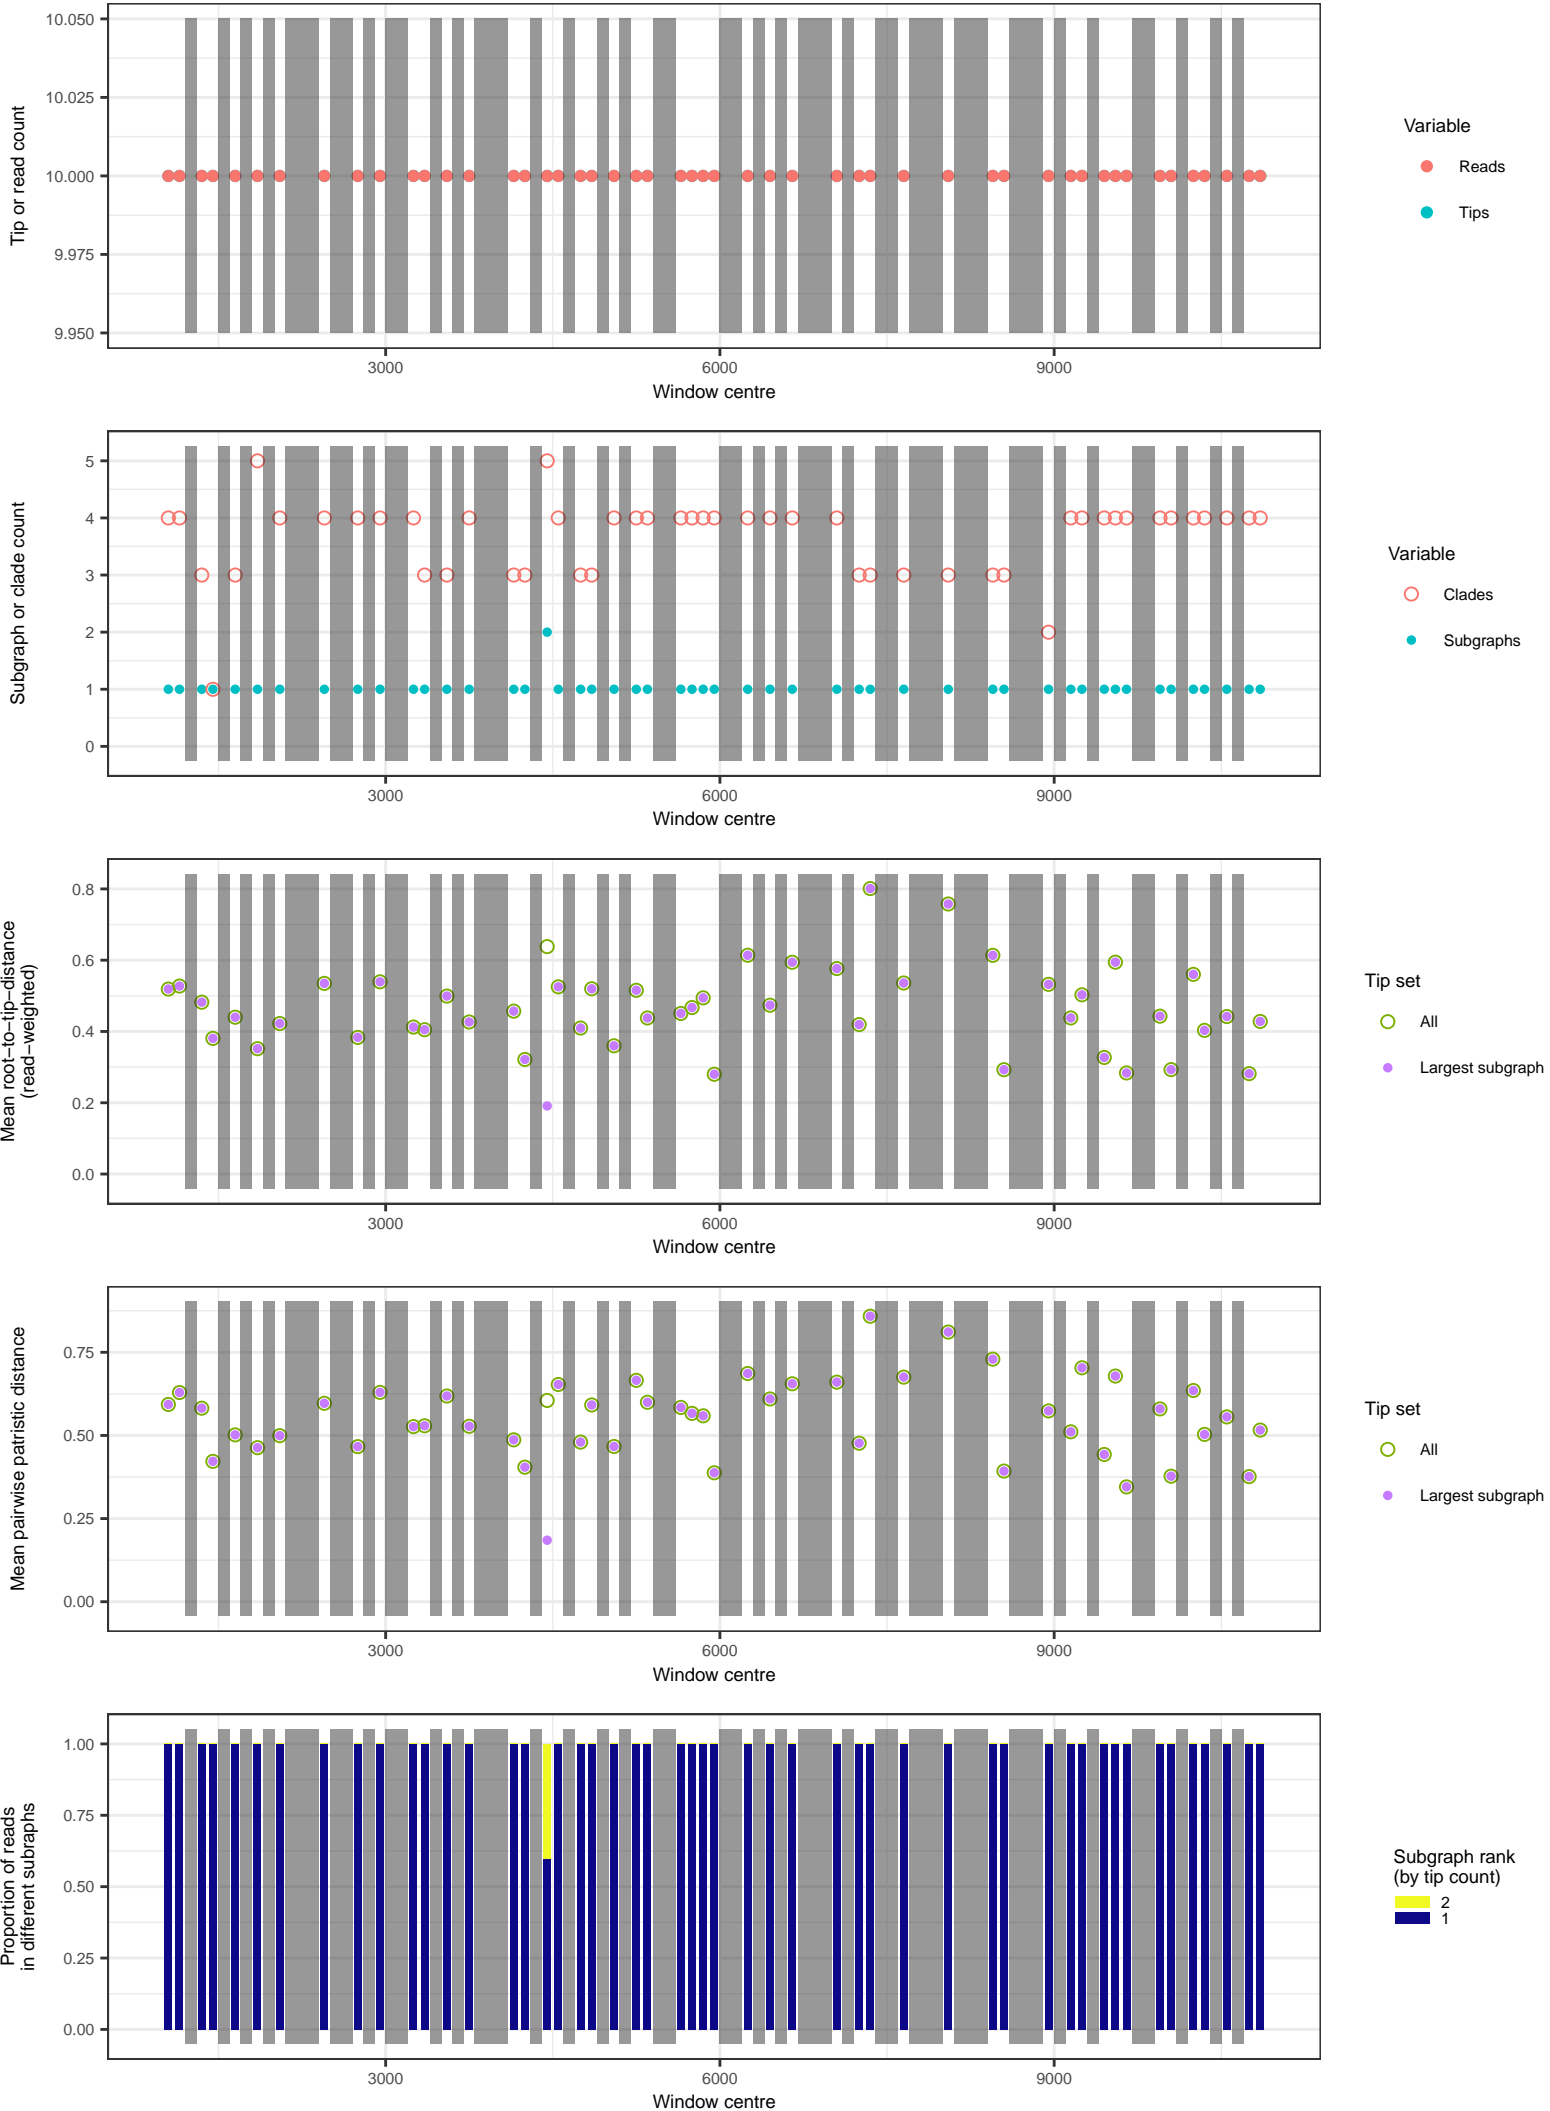 10.050
10.025
10.000
9.975
9.950
Tip or read count
3000
6000
9000
Window centre
Variable
Reads
Tips
5
4
3
2
1
0
Subgraph or clade count
3000
6000
9000
Window centre
Variable
Clades
Subgraphs
0.8
0.6
0.4
0.2
0.0
Mean root−to−tip−distance
(read−weighted)
3000
6000
9000
Window centre
Tip set
All
Largest subgraph
0.75
0.50
0.25
0.00
Mean pairwise patristic distance
3000
6000
9000
Window centre
Tip set
All
Largest subgraph
1.00
0.75
0.50
0.25
0.00
Proportion of reads
in different subraphs
3000
6000
9000
Window centre
Subgraph rank
(by tip count)
2
1